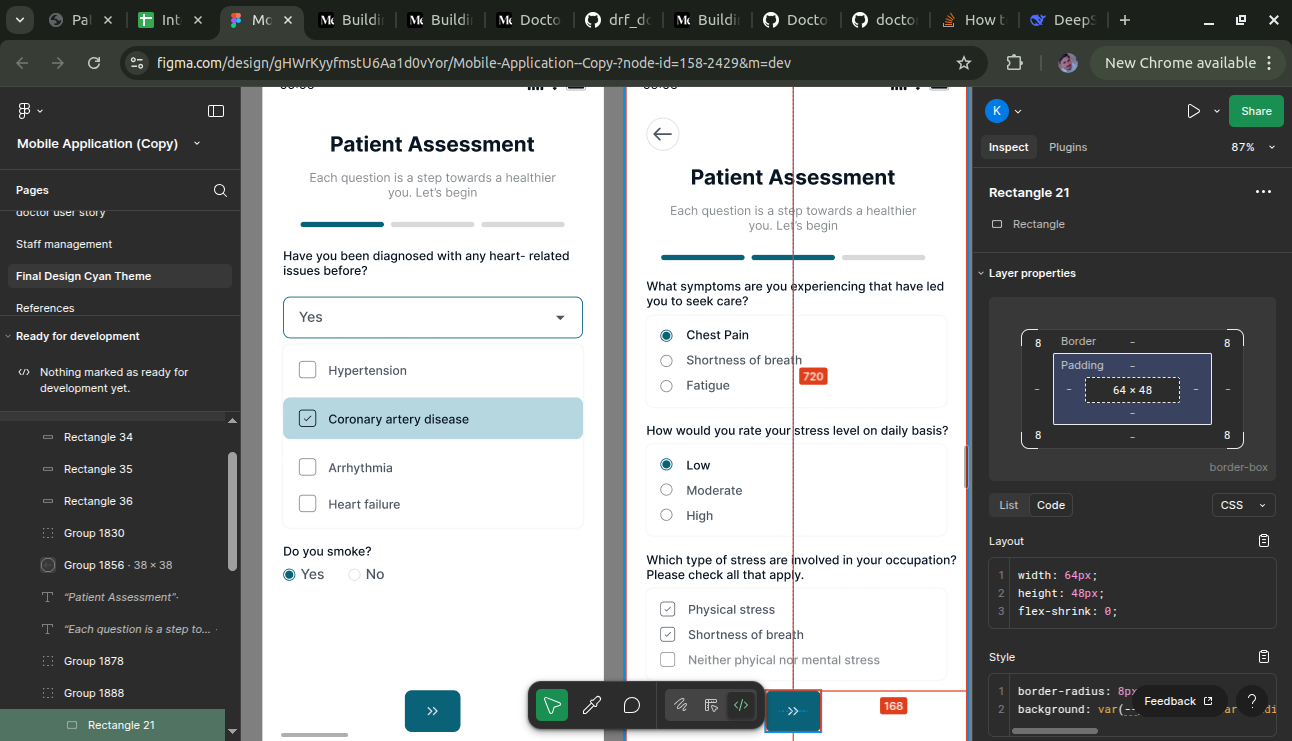 Pat
Int
Mo
Buildin
Buildin
Docto
drf_do
Buildin
Docto
doctor
How t
DeepS
figma.com/design/gHWrKyyfmstU6Aa1d0vYor/Mobile-Application--Copy-?node-id=158-2429&m=dev
New Chrome available
Mobile Application (Copy)
Pages
doctor user story
Staff management
Final Design Cyan Theme
References
Ready for development
Nothing marked as ready for
development yet.
Rectangle 34
Rectangle 35
Rectangle 36
Group 1830
Group 1856 · 38 × 38
“Patient Assessment”·
“Each question is a step to... ·
Group 1878
Group 1888
Rectangle 21
Patient Assessment
Each question is a step towards a healthier
you. Let’s begin
Have you been diagnosed with any heart- related
issues before?
Yes
Hypertension
Coronary artery disease
Arrhythmia
Heart failure
Do you smoke?
Yes
No
Patient Assessment
Each question is a step towards a healthier
you. Let’s begin
What symptoms are you experiencing that have led
you to seek care?
Chest Pain
Shortness of breath
Fatigue
720
How would you rate your stress level on daily basis?
Low
Moderate
High
Which type of stress are involved in your occupation?
Please check all that apply.
Physical stress
Shortness of breath
Neither phyical nor mental stress
168
K
Share
Inspect
Plugins
87%
Rectangle 21
Rectangle
Layer properties
8
Border
–
8
Padding
–
–
–
64 × 48
–
–
–
8
–
8
border-box
List
Code
CSS
Layout
1 width: 64px;
2 height: 48px;
3 flex-shrink: 0;
Style
1 border-radius: 8px
2 background: var(--
Feedback
?